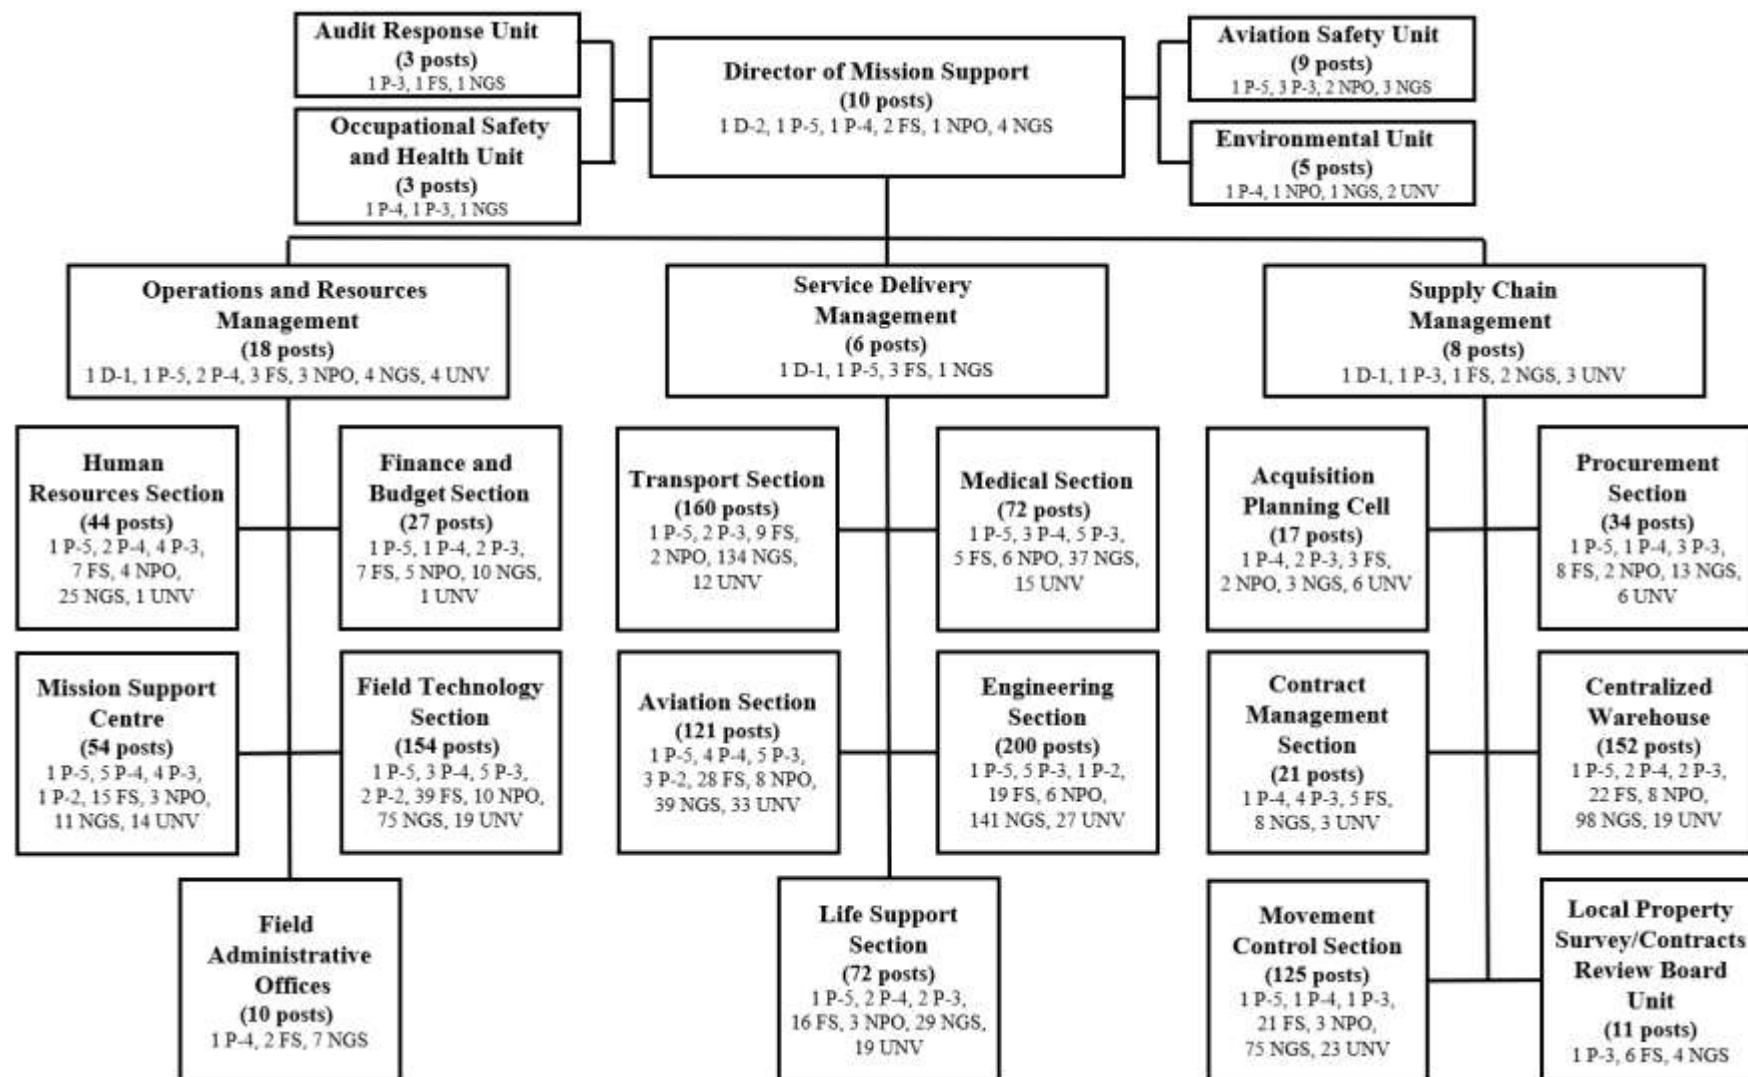 Audit Response Unit
(3 posts)
1 P-3, 1 FS, 1 NGS
Occupational Safety
and Health Unit
(3 posts)
1 P-4, 1 P-3, 1 NGS
Director of Mission Support
(10 posts)
1 D-2, 1 P-5, 1 P-4, 2 FS, 1 NPO, 4 NGS
Aviation Safety Unit
(9 posts)
1 P-5, 3 P-3, 2 NPO, 3 NGS
Environmental Unit
(5 posts)
1 P-4, 1 NPO, 1 NGS, 2 UNV
Operations and Resources
Management
(18 posts)
1 D-1, 1 P-5, 2 P-4, 3 FS, 3 NPO, 4 NGS, 4 UNV
Service Delivery
Management
(6 posts)
1 D-1, 1 P-5, 3 FS, 1 NGS
Supply Chain
Management
(8 posts)
1 D-1, 1 P-3, 1 FS, 2 NGS, 3 UNV
Human
Resources Section
(44 posts)
1 P-5, 2 P-4, 4 P-3,
7 FS, 4 NPO,
25 NGS, 1 UNV
Finance and
Budget Section
(27 posts)
1 P-5, 1 P-4, 2 P-3,
7 FS, 5 NPO, 10 NGS,
1 UNV
Transport Section
(160 posts)
1 P-5, 2 P-3, 9 FS,
2 NPO, 134 NGS,
12 UNV
Medical Section
(72 posts)
1 P-5, 3 P-4, 5 P-3,
5 FS, 6 NPO, 37 NGS,
15 UNV
Acquisition
Planning Cell
(17 posts)
1 P-4, 2 P-3, 3 FS,
2 NPO, 3 NGS, 6 UNV
Procurement
Section
(34 posts)
1 P-5, 1 P-4, 3 P-3,
8 FS, 2 NPO, 13 NGS,
6 UNV
Mission Support
Centre
(54 posts)
1 P-5, 5 P-4, 4 P-3,
1 P-2, 15 FS, 3 NPO,
11 NGS, 14 UNV
Field Technology
Section
(154 posts)
1 P-5, 3 P-4, 5 P-3,
2 P-2, 39 FS, 10 NPO,
75 NGS, 19 UNV
Aviation Section
(121 posts)
1 P-5, 4 P-4, 5 P-3,
3 P-2, 28 FS, 8 NPO,
39 NGS, 33 UNV
Engineering
Section
(200 posts)
1 P-5, 5 P-3, 1 P-2,
19 FS, 6 NPO,
141 NGS, 27 UNV
Contract
Management
Section
(21 posts)
1 P-4, 4 P-3, 5 FS,
8 NGS, 3 UNV
Centralized
Warehouse
(152 posts)
1 P-5, 2 P-4, 2 P-3,
22 FS, 8 NPO,
98 NGS, 19 UNV
Field
Administrative
Offices
(10 posts)
1 P-4, 2 FS, 7 NGS
Life Support
Section
(72 posts)
1 P-5, 2 P-4, 2 P-3,
16 FS, 3 NPO, 29 NGS,
19 UNV
Movement
Control Section
(125 posts)
1 P-5, 1 P-4, 1 P-3,
21 FS, 3 NPO,
75 NGS, 23 UNV
Local Property
Survey/Contracts
Review Board
Unit
(11 posts)
1 P-3, 6 FS, 4 NGS